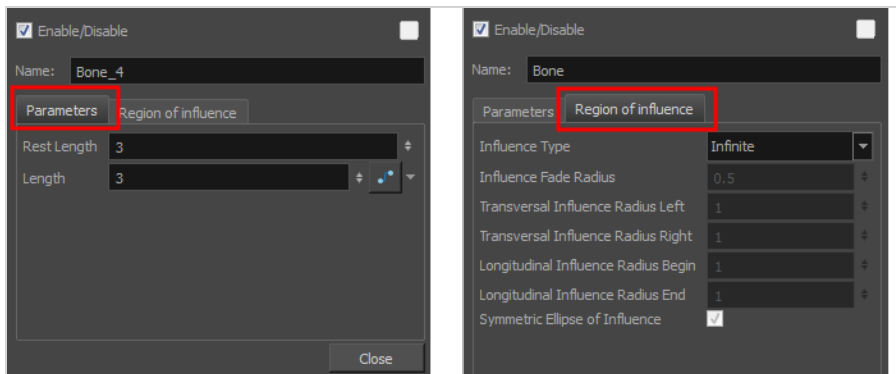 Enable/Disable
Name: Bone_4
Parameters Region of influence
Rest Length 3
Length 3
Close
Enable/Disable
Name: Bone
Parameters Region of influence
Influence Type Infinite
Influence Fade Radius 0.5
Transversal Influence Radius Left 1
Transversal Influence Radius Right 1
Longitudinal Influence Radius Begin 1
Longitudinal Influence Radius End 1
Symmetric Ellipse of Influence